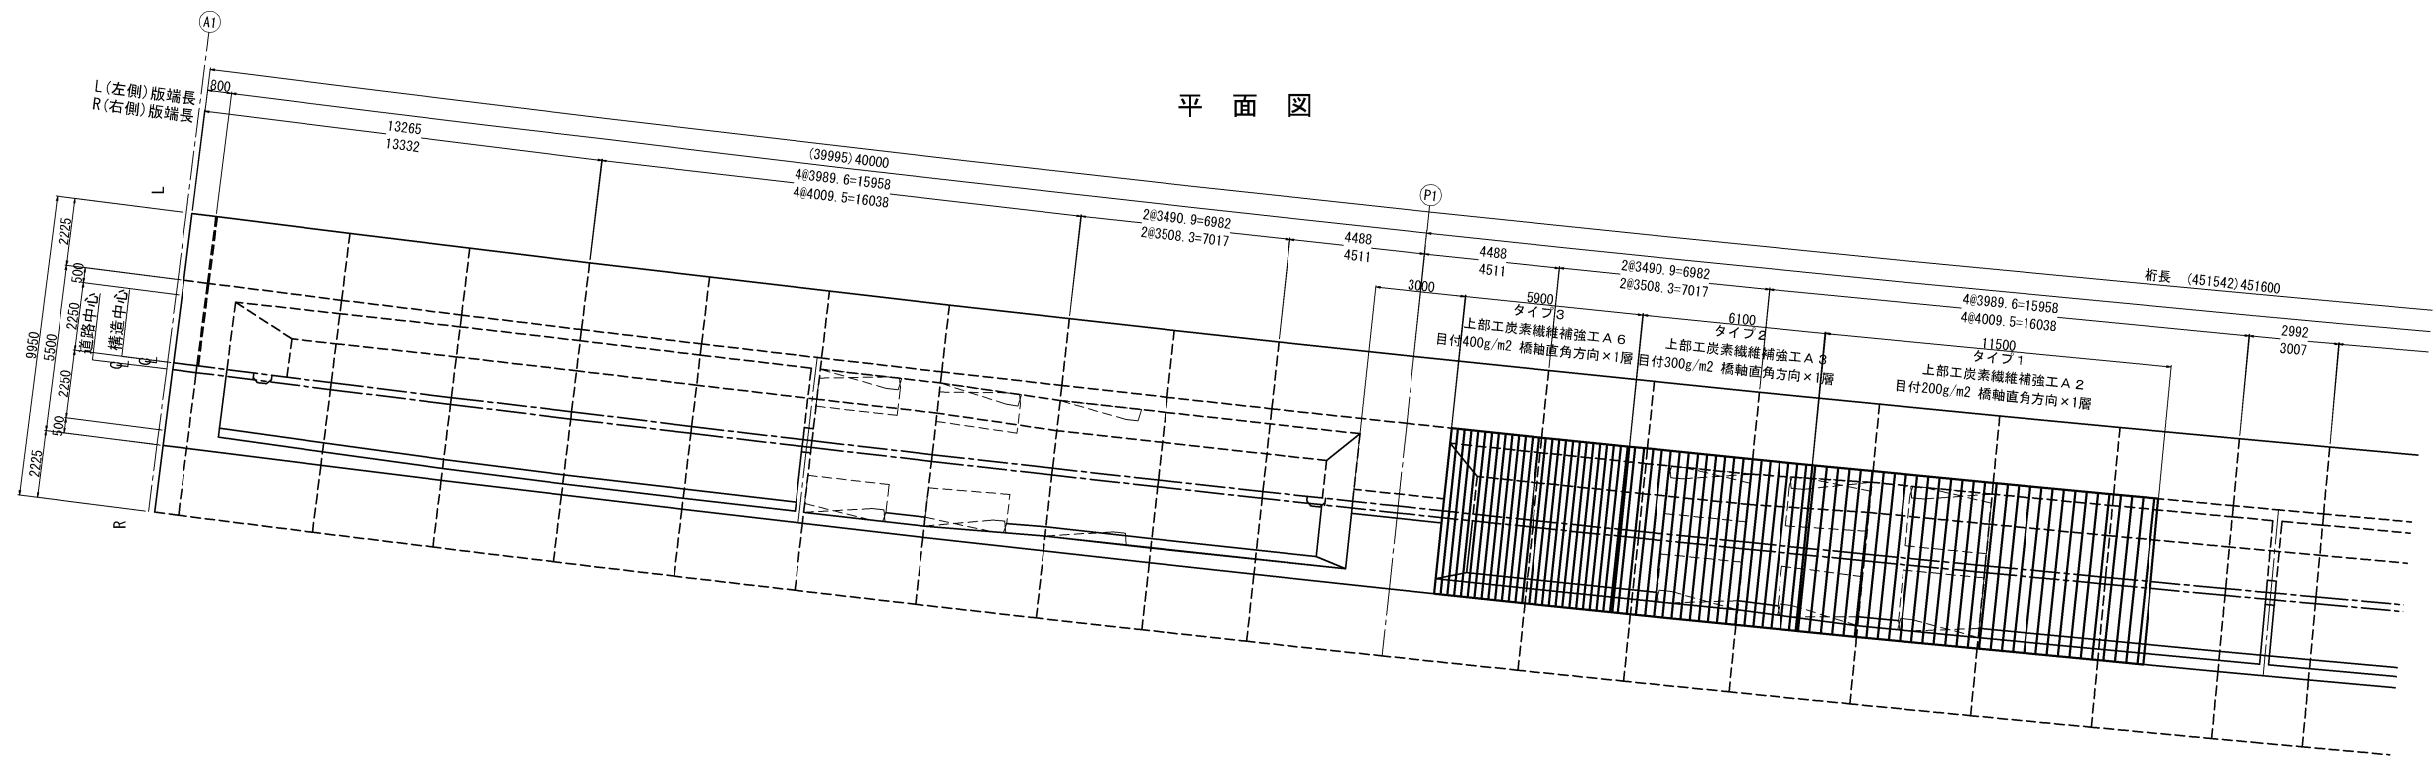 A1
平 面 図
L(左側)版端長
R(右側)版端長
800
13265
13332
(39995)40000
4@3989.6=15958
4@4009.5=16038
2@3490.9=6982
2@3508.3=7017
4488
4511
P1
4488
4511
2@3490.9=6982
2@3508.3=7017
桁長 (451542)451600
4@3989.6=15958
4@4009.5=16038
2992
3007
3000
5900
タイプ3
上部工炭素繊維補強工A6
目付400g/m2 橋軸直角方向×1層
6100
タイプ2
上部工炭素繊維補強工A3
目付300g/m2 橋軸直角方向×1層
11500
タイプ1
上部工炭素繊維補強工A2
目付200g/m2 橋軸直角方向×1層
L
R
9950
2225
500
5500
2250
2250
500
2225
道路中心
CL
構造中心
CL